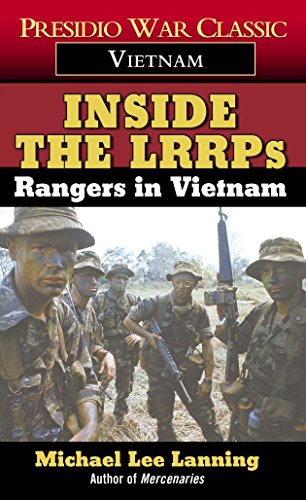 PRESIDIO WAR CLASSIC
VIETNAM
INSIDE
THE LRRPs
Rangers in Vietnam
Michael Lee Lanning
Author of Mercenaries